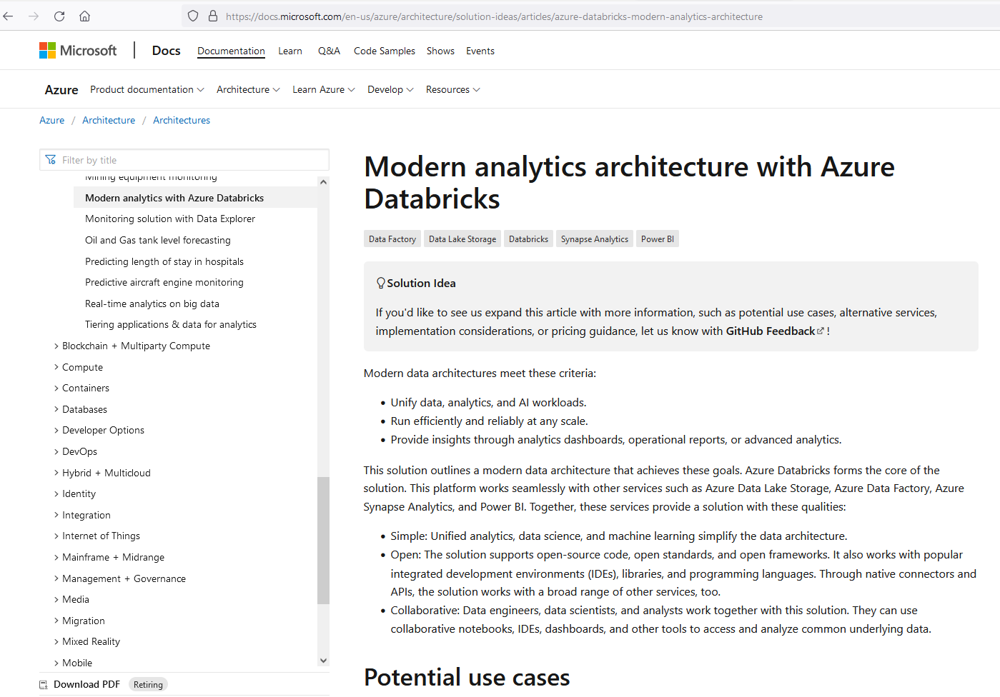 https://docs.microsoft.com/en-us/azure/architecture/solution-ideas/articles/azure-databricks-modern-analytics-architecture
Microsoft Docs Documentation Learn Q&A Code Samples Shows Events
Azure Product documentation Architecture Learn Azure Develop Resources
Azure / Architecture / Architectures
Filter by title
Mining equipment monitoring
Modern analytics with Azure Databricks
Monitoring solution with Data Explorer
Oil and Gas tank level forecasting
Predicting length of stay in hospitals
Predictive aircraft engine monitoring
Real-time analytics on big data
Tiering applications & data for analytics
Blockchain + Multiparty Compute
Compute
Containers
Databases
Developer Options
DevOps
Hybrid + Multicloud
Identity
Integration
Internet of Things
Mainframe + Midrange
Management + Governance
Media
Migration
Mixed Reality
Mobile
Download PDF Retiring
Modern analytics architecture with Azure
Databricks
Data Factory Data Lake Storage Databricks Synapse Analytics Power BI
Solution Idea
If you'd like to see us expand this article with more information, such as potential use cases, alternative services,
implementation considerations, or pricing guidance, let us know with GitHub Feedback !
Modern data architectures meet these criteria:
• Unify data, analytics, and AI workloads.
• Run efficiently and reliably at any scale.
• Provide insights through analytics dashboards, operational reports, or advanced analytics.
This solution outlines a modern data architecture that achieves these goals. Azure Databricks forms the core of the
solution. This platform works seamlessly with other services such as Azure Data Lake Storage, Azure Data Factory, Azure
Synapse Analytics, and Power BI. Together, these services provide a solution with these qualities:
• Simple: Unified analytics, data science, and machine learning simplify the data architecture.
• Open: The solution supports open-source code, open standards, and open frameworks. It also works with popular
integrated development environments (IDEs), libraries, and programming languages. Through native connectors and
APIs, the solution works with a broad range of other services, too.
• Collaborative: Data engineers, data scientists, and analysts work together with this solution. They can use
collaborative notebooks, IDEs, dashboards, and other tools to access and analyze common underlying data.
Potential use cases